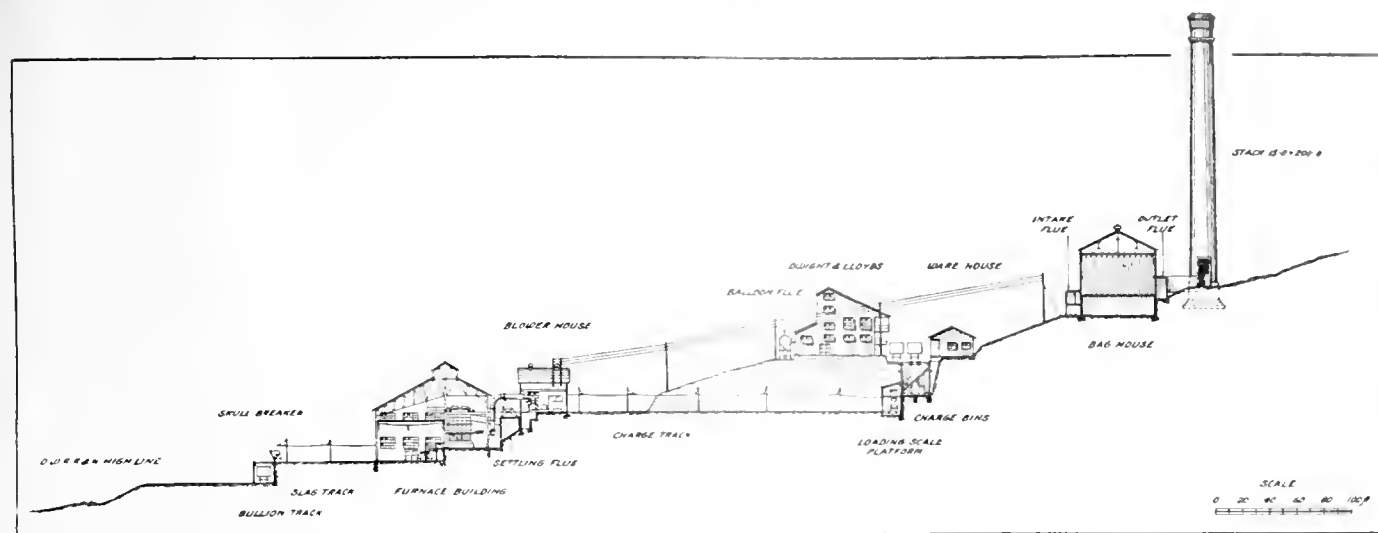 STACK 15-0 × 200-0
INTAKE
FLUE
OUTLET
FLUE
DWIGHT & LLOYDS
WARE HOUSE
BALLOON FLUE
BLOWER HOUSE
BAG HOUSE
SKULL BREAKER
CHARGE BINS
CHARGE TRACK
LOADING SCALE
PLATFORM
HIGH LINE
SETTLING FLUE
SLAG TRACK
FURNACE BUILDING
BULLION TRACK
SCALE
0 20 40 60 80 100 ft